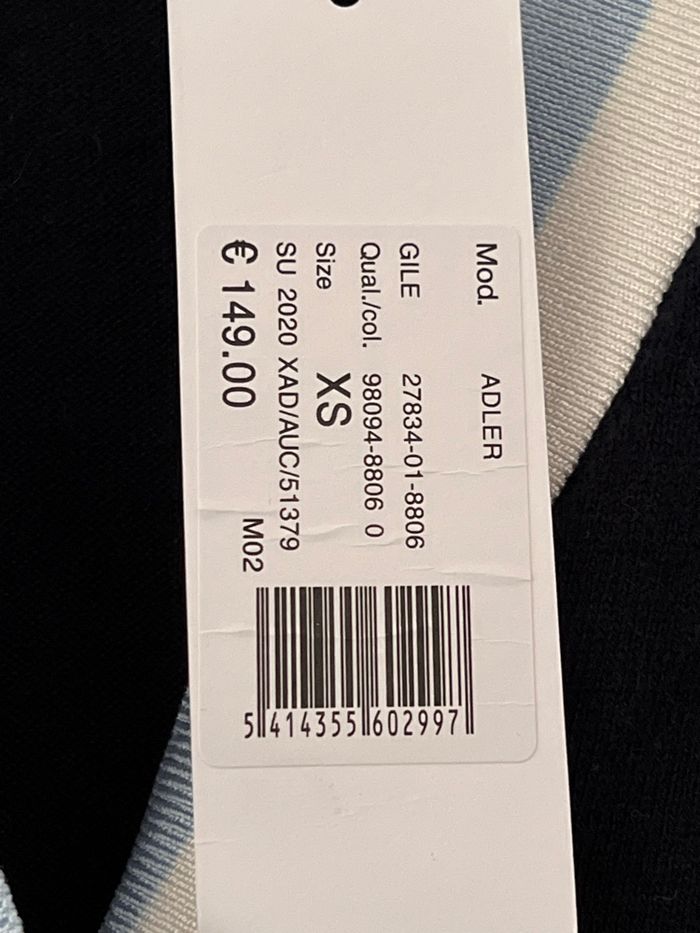 Mod. ADLER
GILE 27834-01-8806
Qual./col. 98094-8806 0
Size XS
SU 2020 XAD/AUC/51379
€ 149.00 M02
5 414355 602997